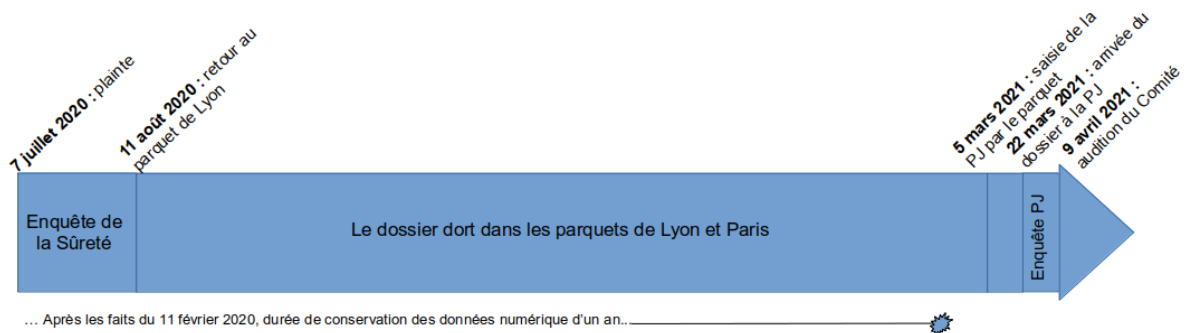 7 juillet 2020 : plainte
11 août 2020 : retour au
parquet de Lyon
5 mars 2021 : saisie de la
PJ par le parquet
22 mars 2021 : arrivée du
dossier à la PJ
9 avril 2021 :
audition du Comité
Enquête de
la Sûreté
Le dossier dort dans les parquets de Lyon et Paris
Enquête PJ
... Après les faits du 11 février 2020, durée de conservation des données numérique d'un an...